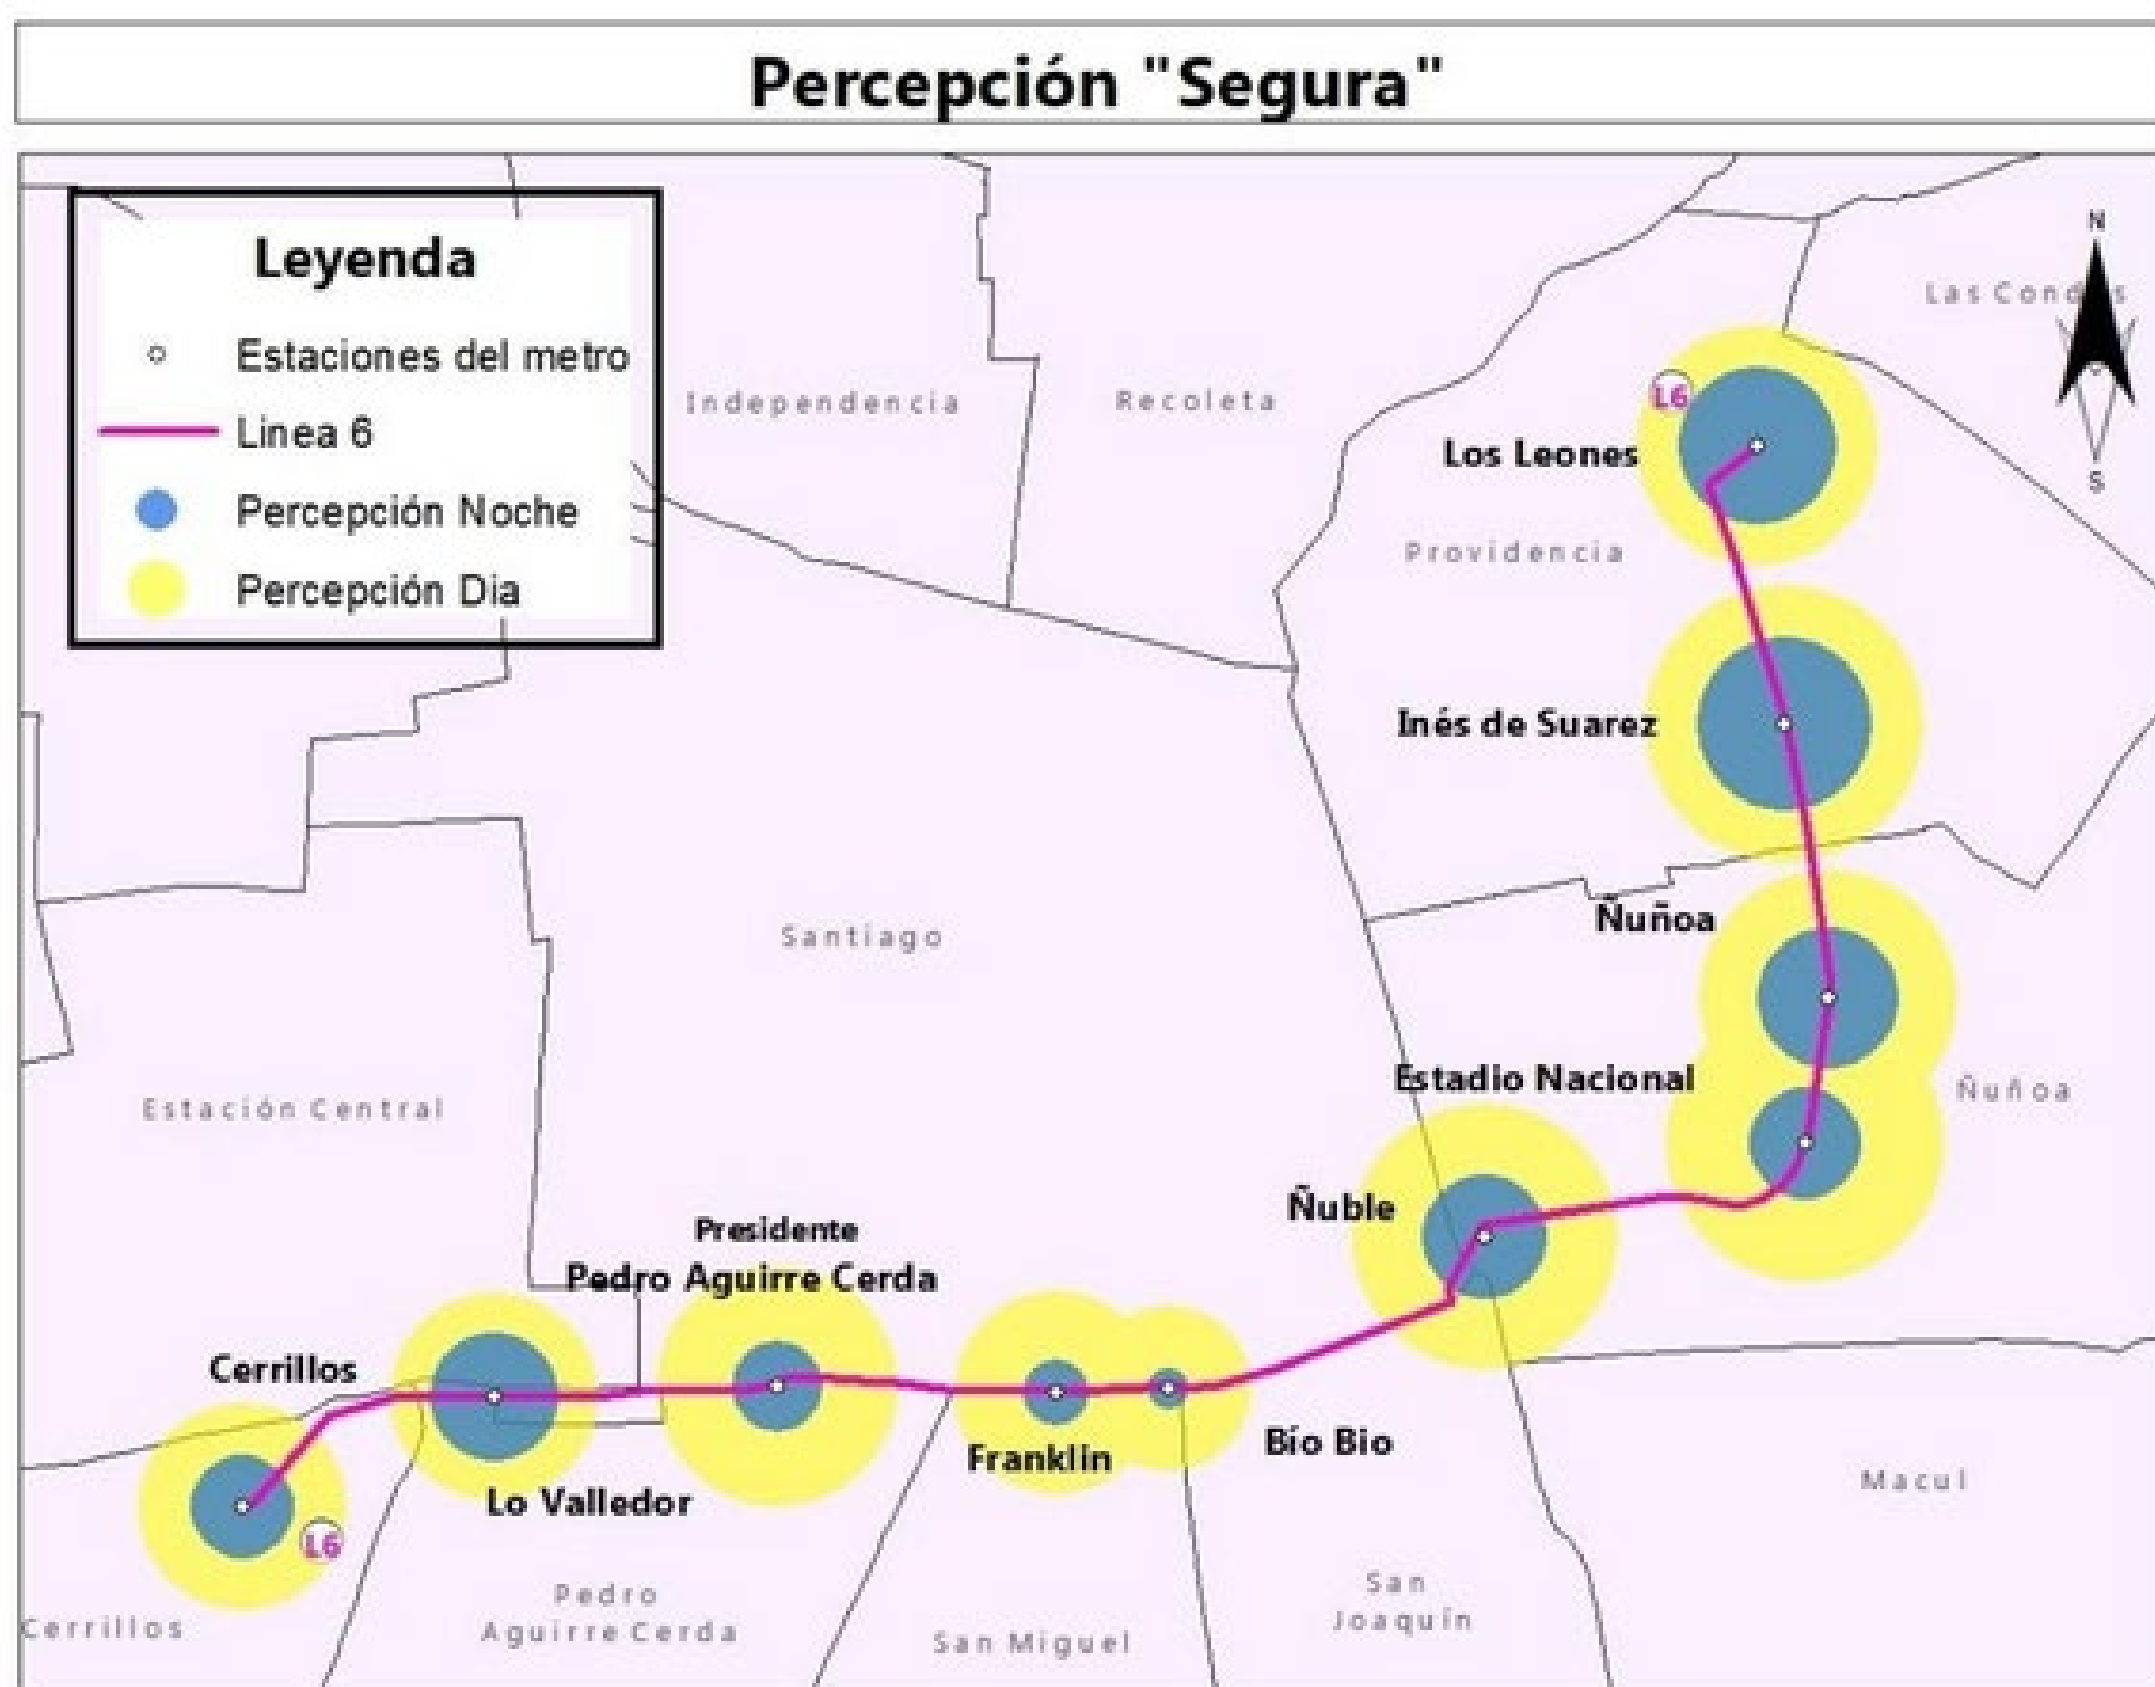 Percepción "Segura"
Leyenda
Estaciones del metro
Linea 6
Percepción Noche
Percepción Dia
N
S
Las Condes
Independencia
Recoleta
L6
Los Leones
Providencia
Inés de Suarez
Ñuñoa
Santiago
Estadio Nacional
Ñuñoa
Estación Central
Ñuble
Presidente
Pedro Aguirre Cerda
Cerrillos
Franklin
Bío Bio
Lo Valledor
Macul
L6
Pedro
Aguirre Cerda
San
Joaquín
Cerrillos
San Miguel